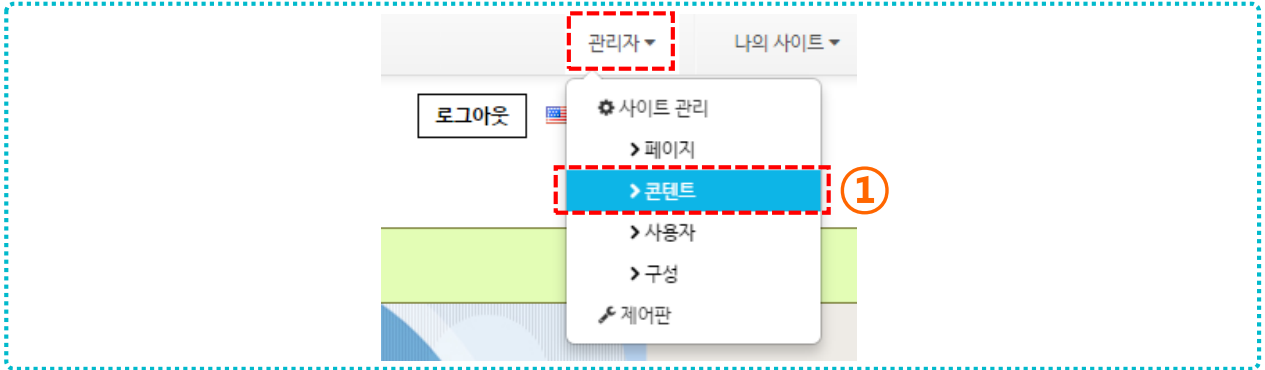 관리자 나의 사이트
로그아웃
사이트 관리
페이지
콘텐트
①
사용자
구성
제어판